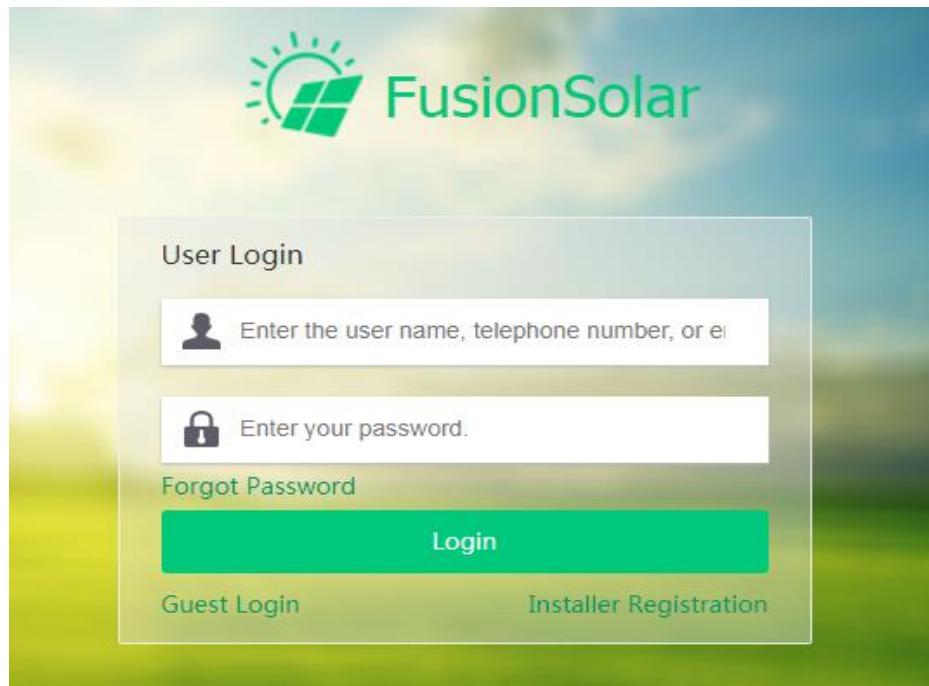 FusionSolar
User Login
Enter the user name, telephone number, or e
Enter your password.
Forgot Password
Login
Guest Login
Installer Registration